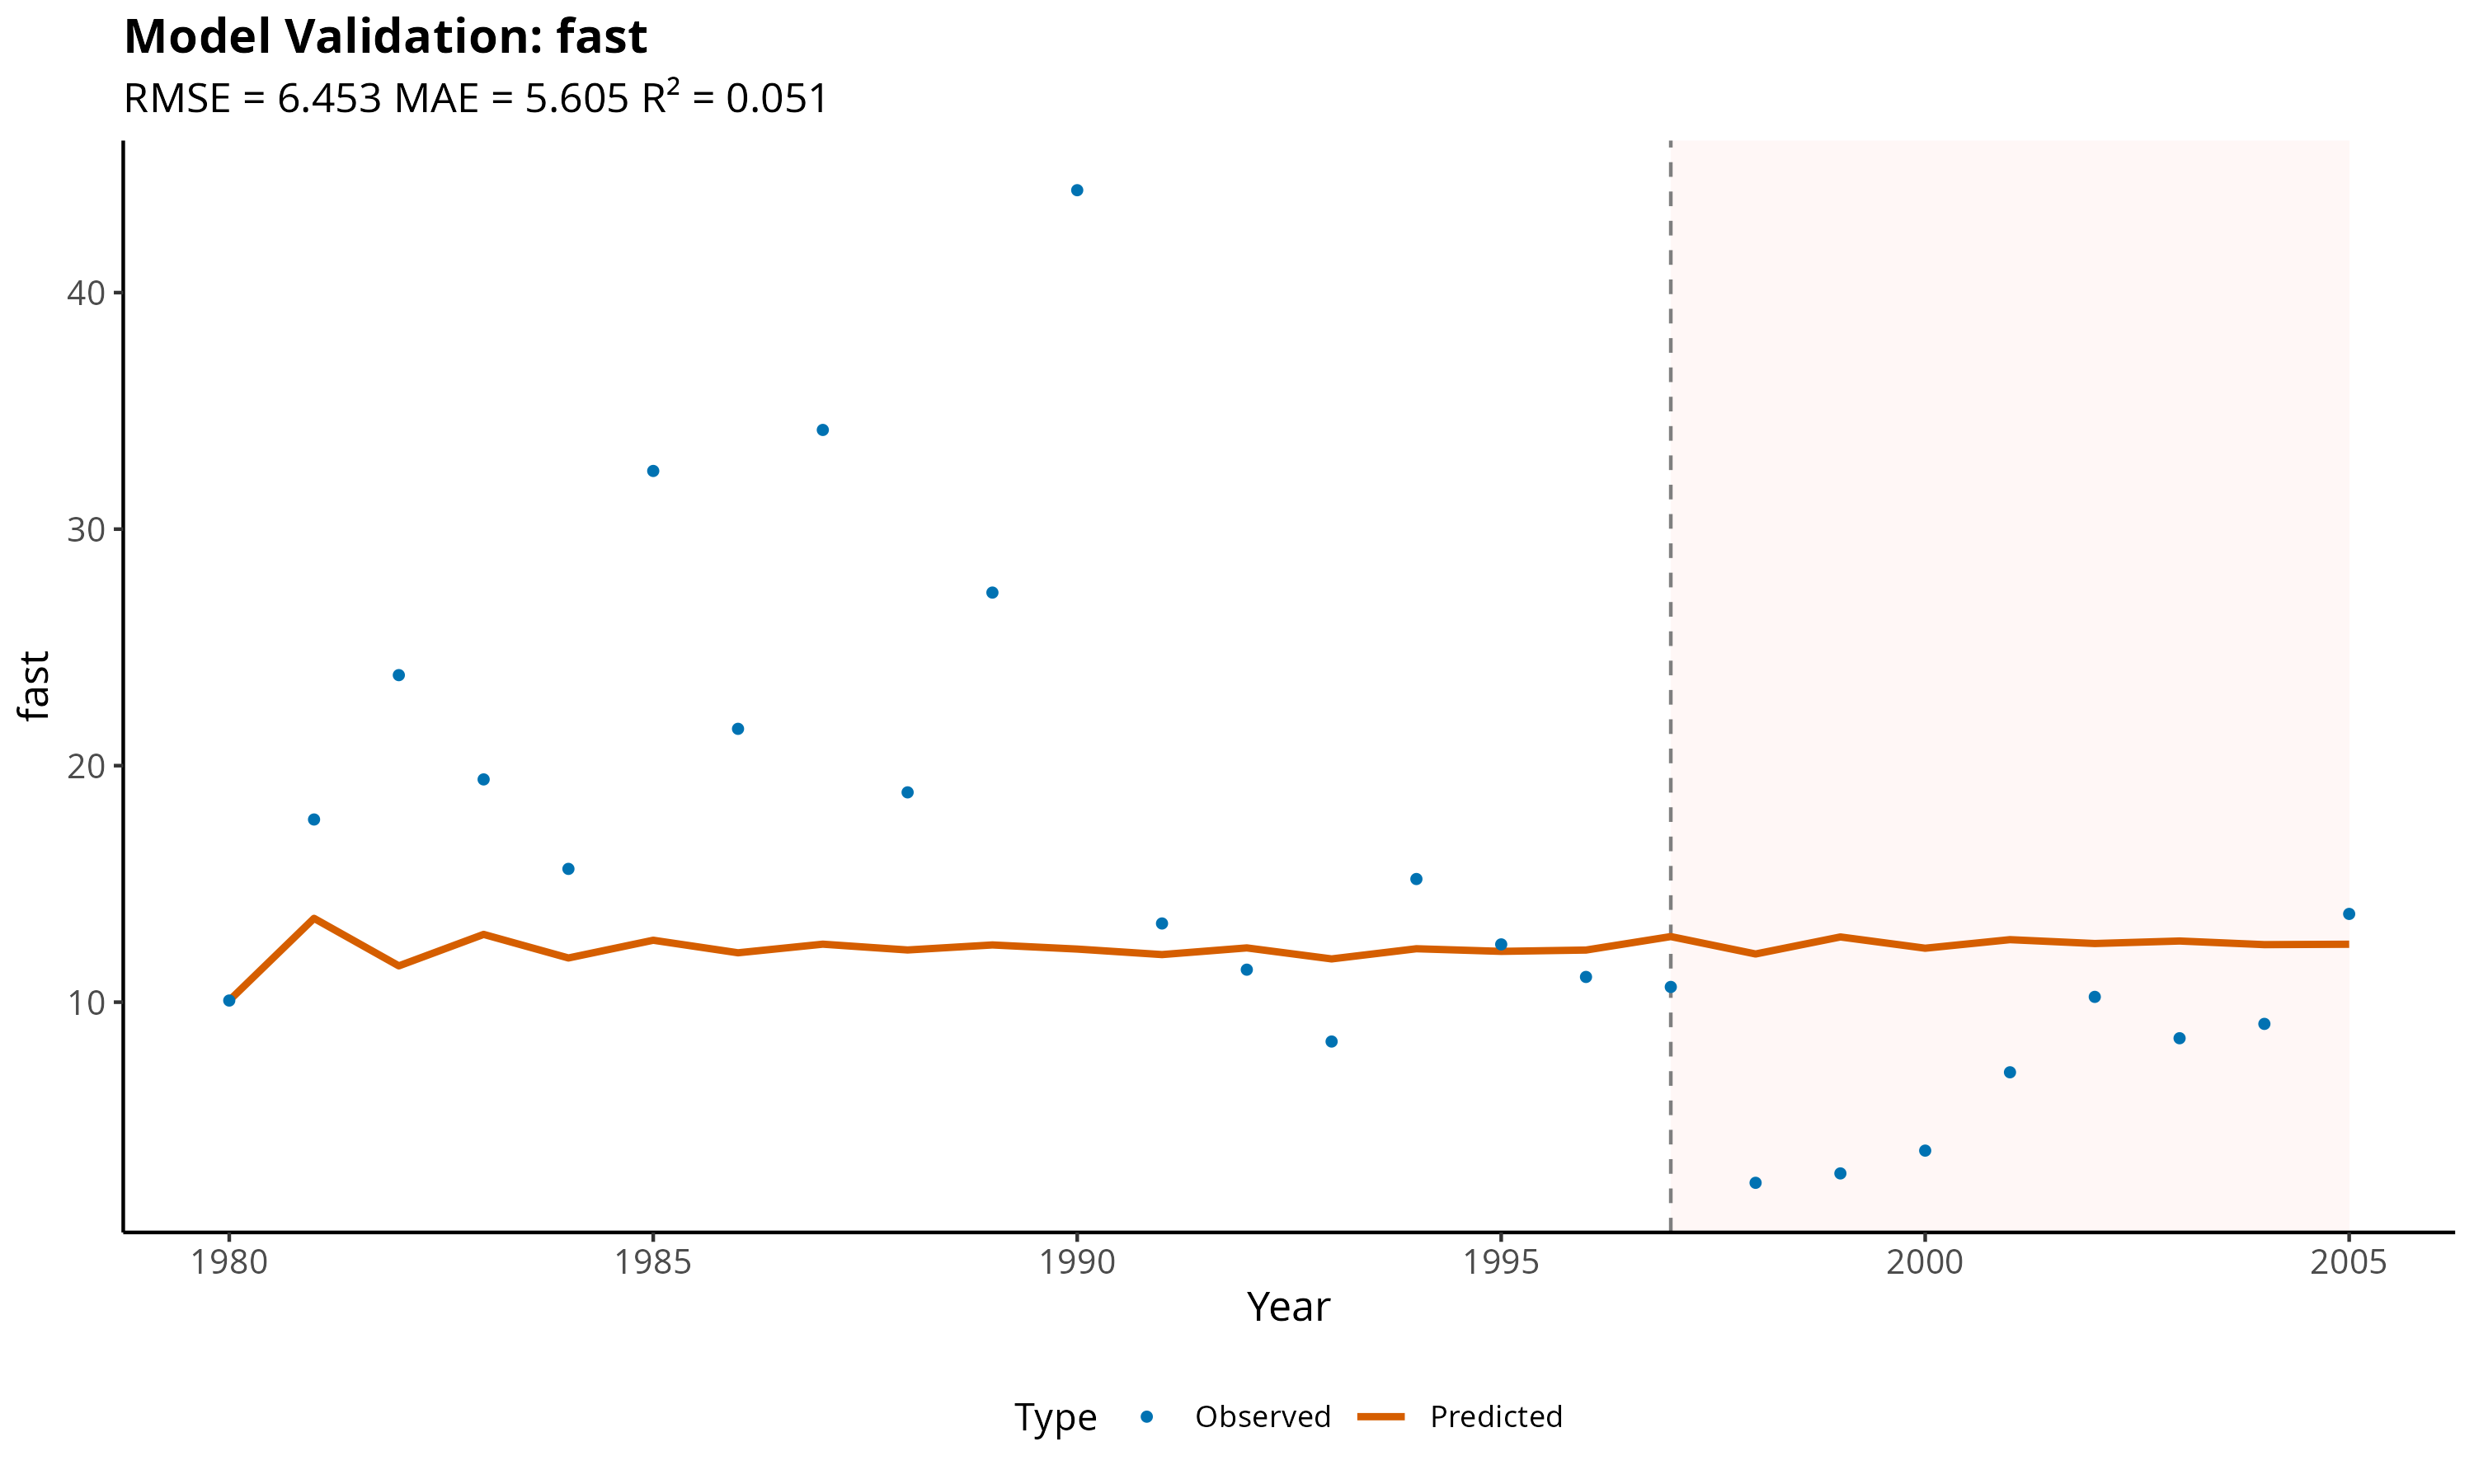 Model Validation: fast
RMSE = 6.453 MAE = 5.605 R² = 0.051
40
30
20
10
fast
1980 1985 1990 1995 2000 2005
Year
Type Observed Predicted